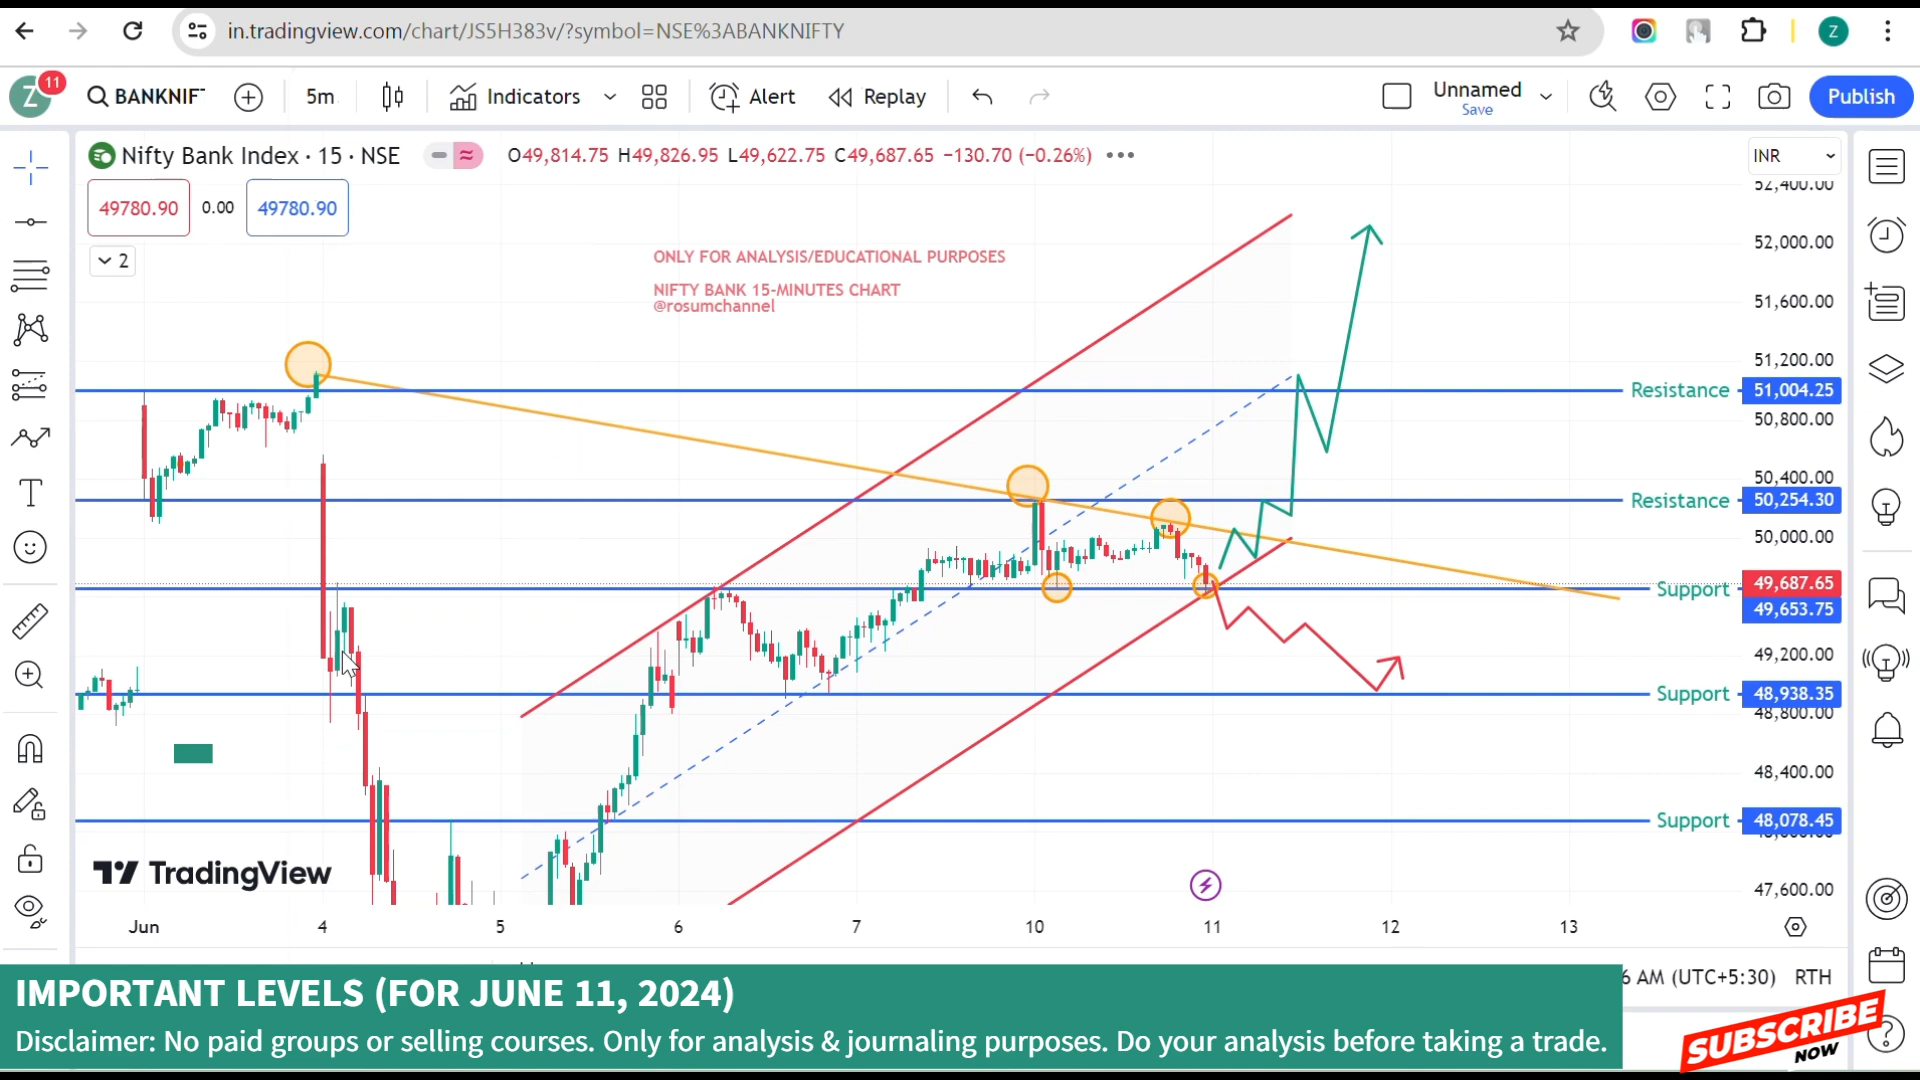 in.tradingview.com/chart/JS5H383v/?symbol=NSE%3ABANKNIFTY
Z
Z
11
BANKNIF
5m
Indicators
Alert
Replay
Unnamed
Save
Publish
Nifty Bank Index · 15 · NSE
O49,814.75 H49,826.95 L49,622.75 C49,687.65 −130.70 (−0.26%)
INR
49780.90
0.00
49780.90
2
ONLY FOR ANALYSIS/EDUCATIONAL PURPOSES
NIFTY BANK 15-MINUTES CHART
@rosumchannel
52,400.00
52,000.00
51,600.00
51,200.00
Resistance
51,004.25
50,800.00
50,400.00
Resistance
50,254.30
50,000.00
49,687.65
Support
49,653.75
49,200.00
Support
48,938.35
48,800.00
48,400.00
Support
48,078.45
47,600.00
TradingView
Jun
4
5
6
7
10
11
12
13
6 AM (UTC+5:30)
RTH
IMPORTANT LEVELS (FOR JUNE 11, 2024)
Disclaimer: No paid groups or selling courses. Only for analysis & journaling purposes. Do your analysis before taking a trade.
SUBSCRIBE
NOW